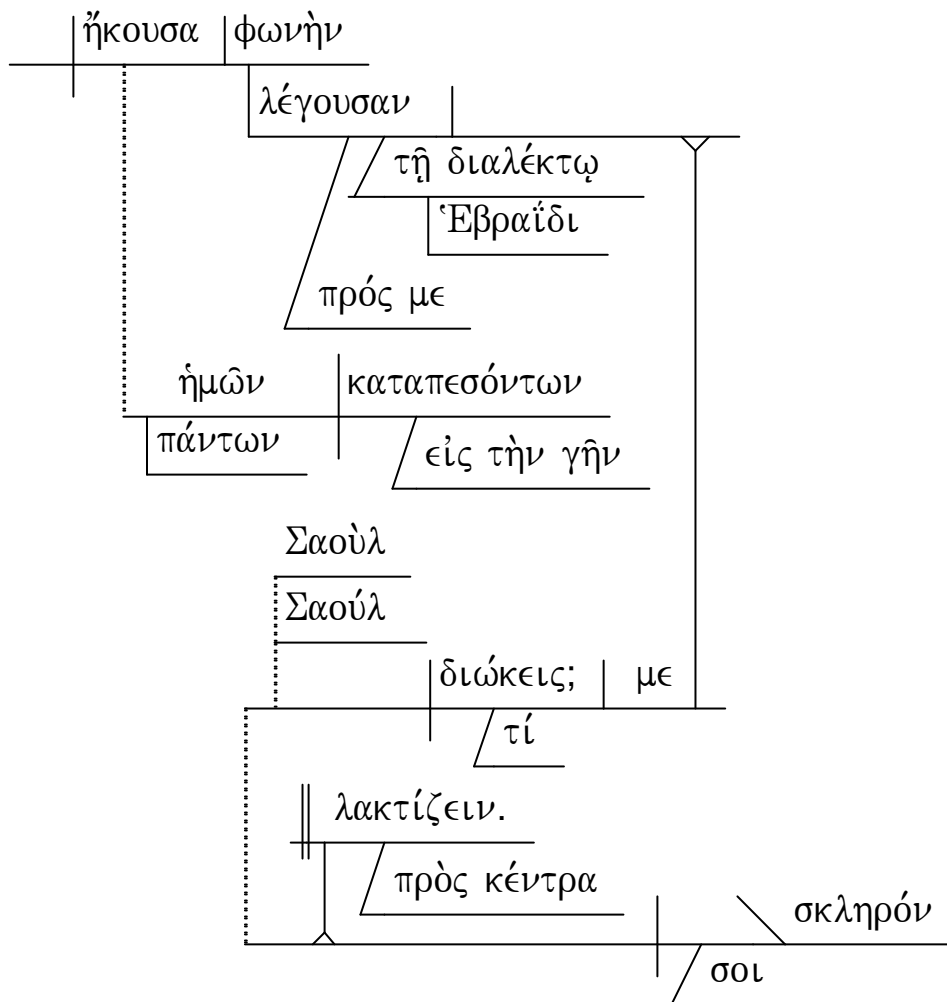 ἤκουσα φωνὴν
λέγουσαν
τῇ διαλέκτῳ
Ἑβραΐδι
πρός με
ἡμῶν καταπεσόντων
πάντων
εἰς τὴν γῆν
Σαοὺλ
Σαούλ
διώκεις; με
τί
λακτίζειν.
πρὸς κέντρα
σκληρόν
σοι